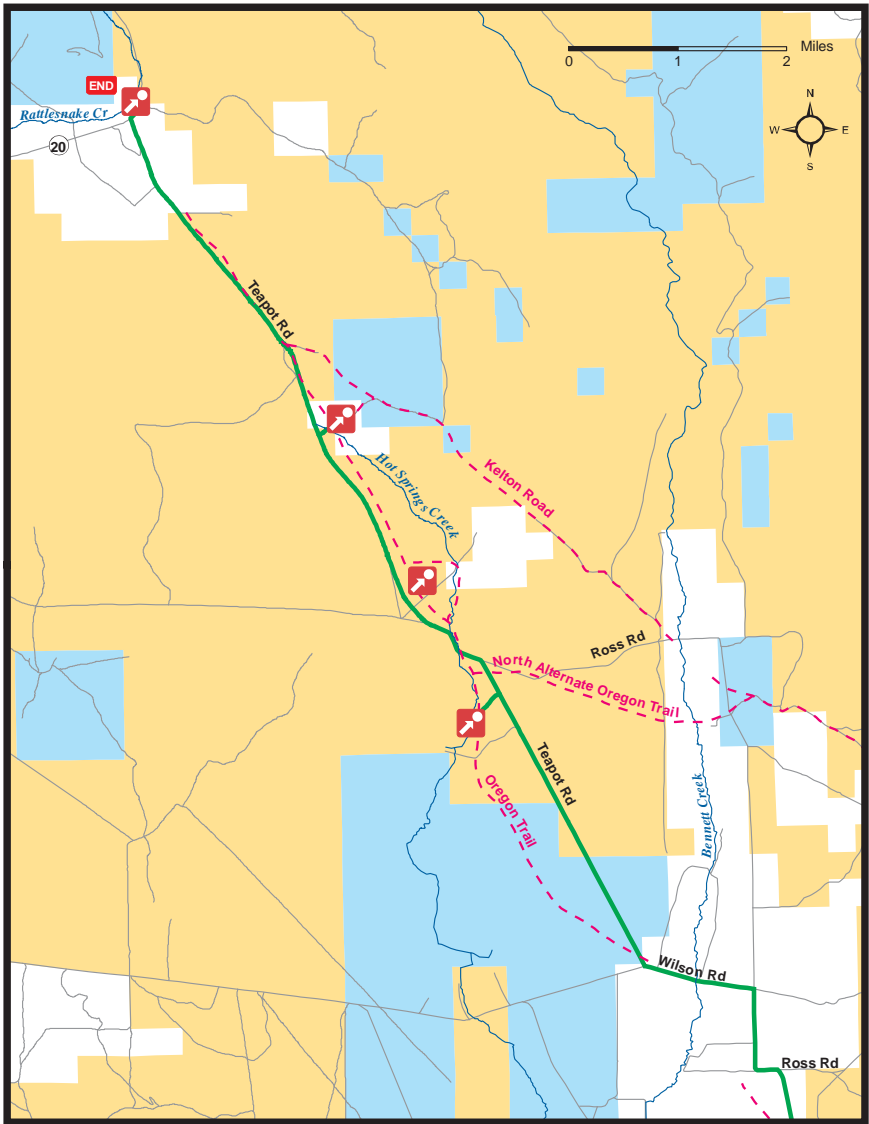 Miles
0 1 2
END
N
Rattlesnake Cr
W E
20
S
Teapot Rd
Hot Springs Creek
Kelton Road
Ross Rd
North Alternate Oregon Trail
Teapot Rd
Oregon Trail
Bennett Creek
Wilson Rd
Ross Rd